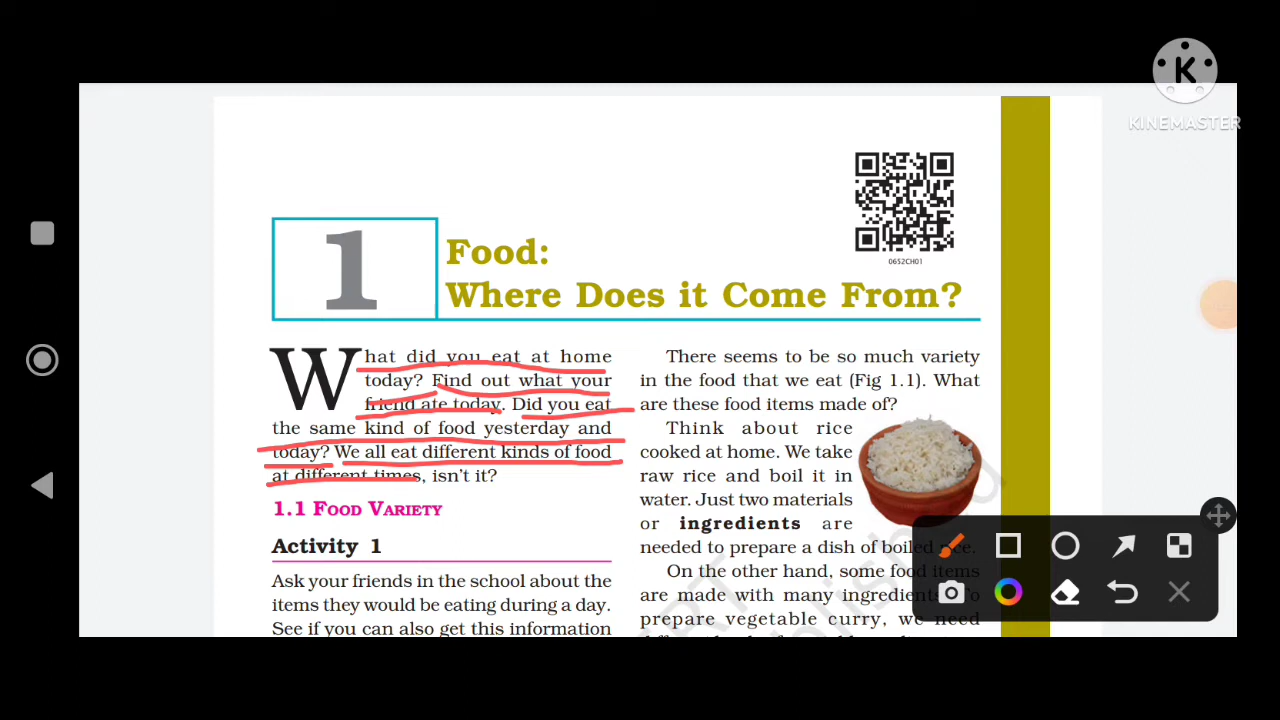 KINEMASTER
0652CH01
1
Food:
Where Does it Come From?
What did you eat at home
today? Find out what your
friend ate today. Did you eat
the same kind of food yesterday and
today? We all eat different kinds of food
at different times, isn't it?
1.1 FOOD VARIETY
Activity 1
Ask your friends in the school about the
items they would be eating during a day.
See if you can also get this information
There seems to be so much variety
in the food that we eat (Fig 1.1). What
are these food items made of?
Think about rice
cooked at home. We take
raw rice and boil it in
water. Just two materials
or ingredients are
needed to prepare a dish of boiled rice.
On the other hand, some food items
are made with many ingredients. To
prepare vegetable curry, we need